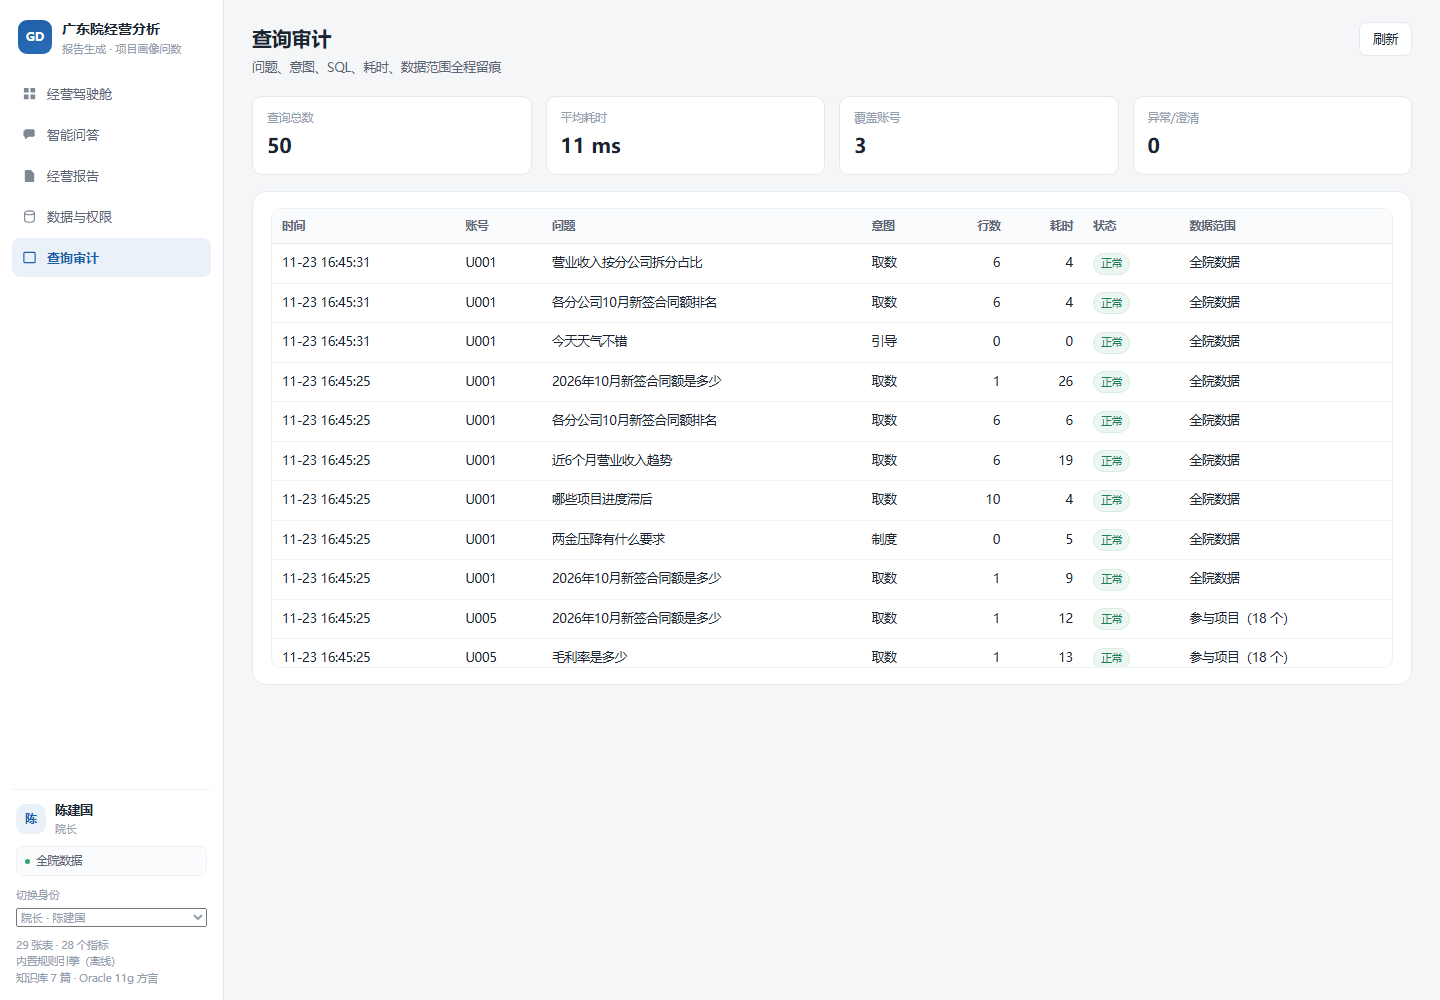 GD
广东院经营分析
报告生成 · 项目画像问数
经营驾驶舱
智能问答
经营报告
数据与权限
查询审计
陈
陈建国
院长
全院数据
切换身份
院长 · 陈建国
29 张表 · 28 个指标
内置规则引擎（离线）
知识库 7 篇 · Oracle 11g 方言
查询审计
问题、意图、SQL、耗时、数据范围全程留痕
刷新
查询总数
50
平均耗时
11 ms
覆盖账号
3
异常/澄清
0
时间 账号 问题 意图 行数 耗时 状态 数据范围
11-23 16:45:31 U001 营业收入按分公司拆分占比 取数 6 4 正常 全院数据
11-23 16:45:31 U001 各分公司10月新签合同额排名 取数 6 4 正常 全院数据
11-23 16:45:31 U001 今天天气不错 引导 0 0 正常 全院数据
11-23 16:45:25 U001 2026年10月新签合同额是多少 取数 1 26 正常 全院数据
11-23 16:45:25 U001 各分公司10月新签合同额排名 取数 6 6 正常 全院数据
11-23 16:45:25 U001 近6个月营业收入趋势 取数 6 19 正常 全院数据
11-23 16:45:25 U001 哪些项目进度滞后 取数 10 4 正常 全院数据
11-23 16:45:25 U001 两金压降有什么要求 制度 0 5 正常 全院数据
11-23 16:45:25 U001 2026年10月新签合同额是多少 取数 1 9 正常 全院数据
11-23 16:45:25 U005 2026年10月新签合同额是多少 取数 1 12 正常 参与项目（18 个）
11-23 16:45:25 U005 毛利率是多少 取数 1 13 正常 参与项目（18 个）